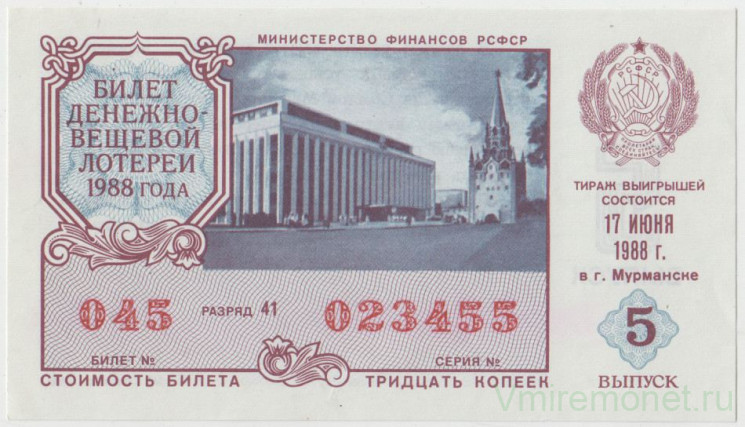 МИНИСТЕРСТВО ФИНАНСОВ РСФСР
БИЛЕТ
ДЕНЕЖНО-
ВЕЩЕВОЙ
ЛОТЕРЕИ
1988 ГОДА
РСФСР
ТИРАЖ ВЫИГРЫШЕЙ
СОСТОИТСЯ
17 ИЮНЯ
1988 г.
в г. Мурманске
045
РАЗРЯД 41
023455
БИЛЕТ №
СЕРИЯ №
5
ВЫПУСК
СТОИМОСТЬ БИЛЕТА
ТРИДЦАТЬ КОПЕЕК
Vmiremonet.ru